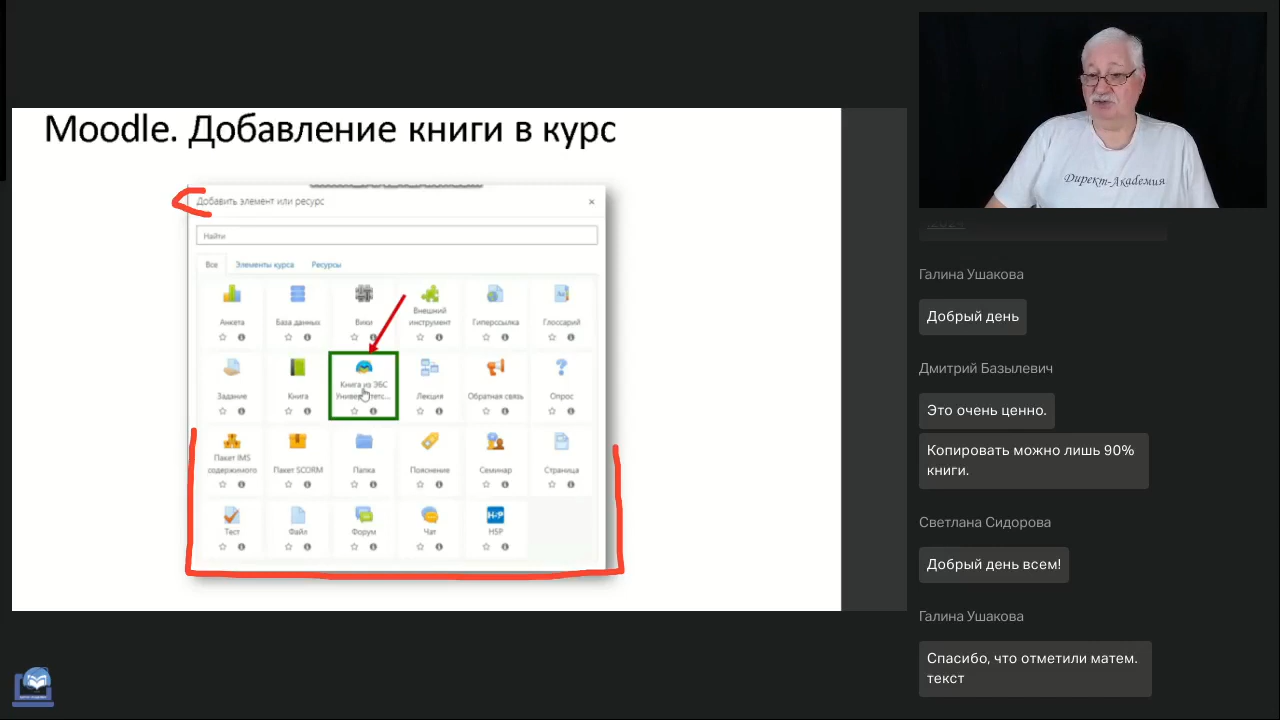 Moodle. Добавление книги в курс
Добавить элемент или ресурс
×
Найти
Все Элементы курса Ресурсы
Анкета
База данных
Вики
Внешний
инструмент
Гиперссылка
Глоссарий
Задание
Книга
Книга из ЭБС
Лекция
Обратная связь
Опрос
Пакет IMS
содержимого
Пакет SCORM
Папка
Пояснение
Семинар
Страница
Тест
Файл
Форум
Чат
H5P
Директ-Академия
Галина Ушакова
Добрый день
Дмитрий Базылевич
Это очень ценно.
Копировать можно лишь 90%
книги.
Светлана Сидорова
Добрый день всем!
Галина Ушакова
Спасибо, что отметили матем.
текст